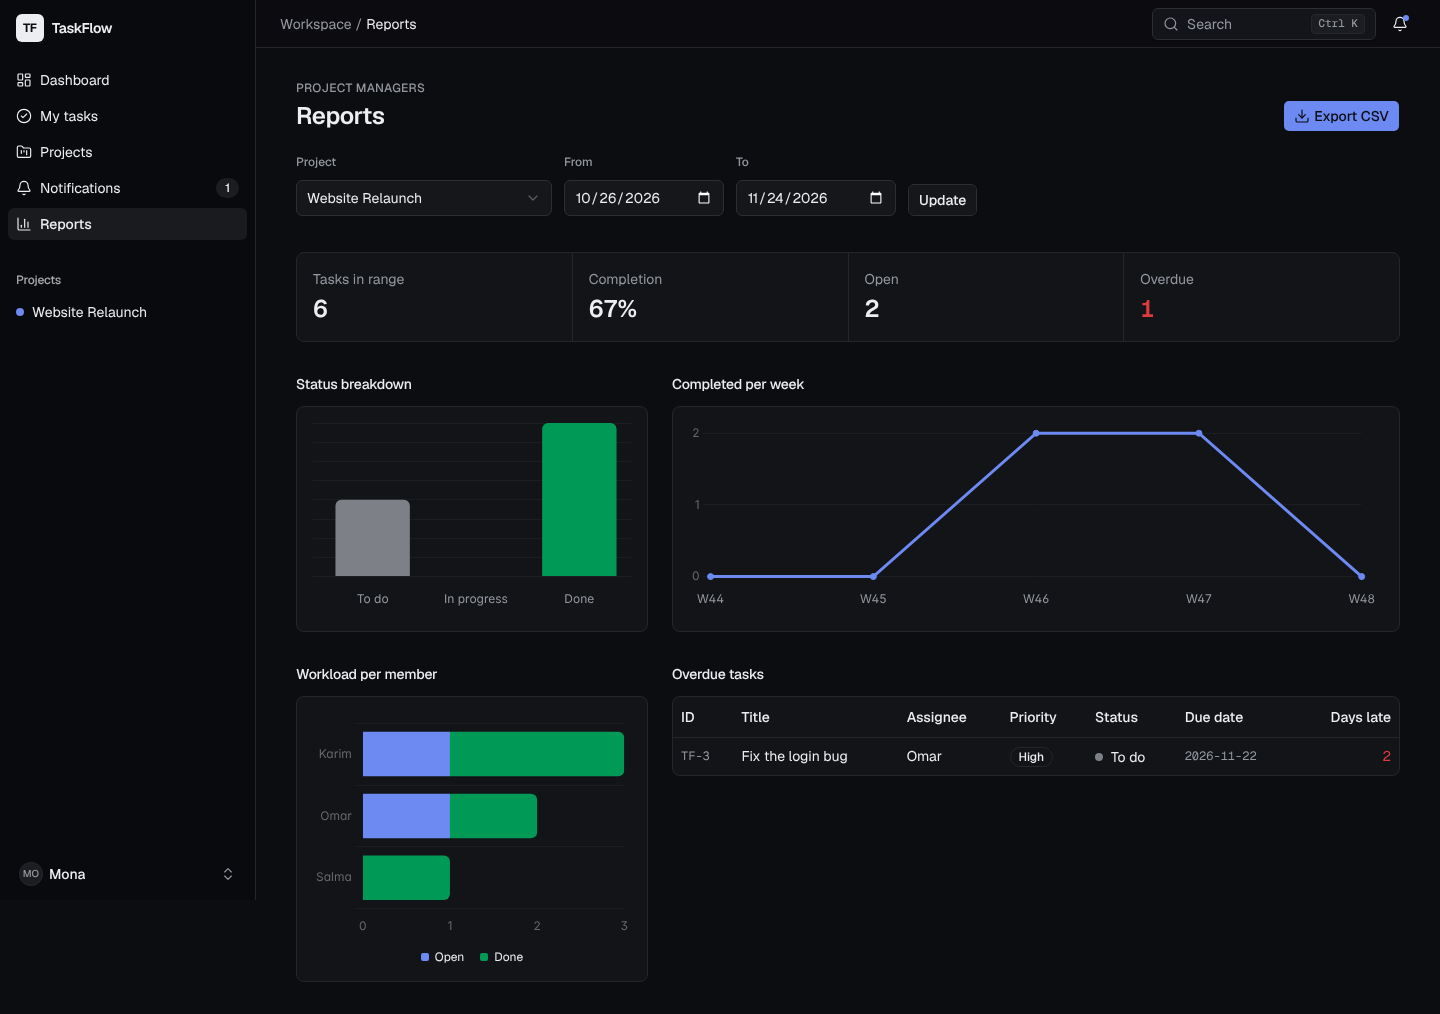 TF TaskFlow
Workspace / Reports
Search Ctrl K
Dashboard
My tasks
Projects
Notifications 1
Reports
Projects
Website Relaunch
MO Mona
PROJECT MANAGERS
Reports
Export CSV
Project From To
Website Relaunch 10/26/2026 11/24/2026 Update
Tasks in range Completion Open Overdue
6 67% 2 1
Status breakdown
To do In progress Done
Completed per week
2
1
0
W44 W45 W46 W47 W48
Workload per member
Karim
Omar
Salma
0 1 2 3
Open Done
Overdue tasks
ID Title Assignee Priority Status Due date Days late
TF-3 Fix the login bug Omar High To do 2026-11-22 2